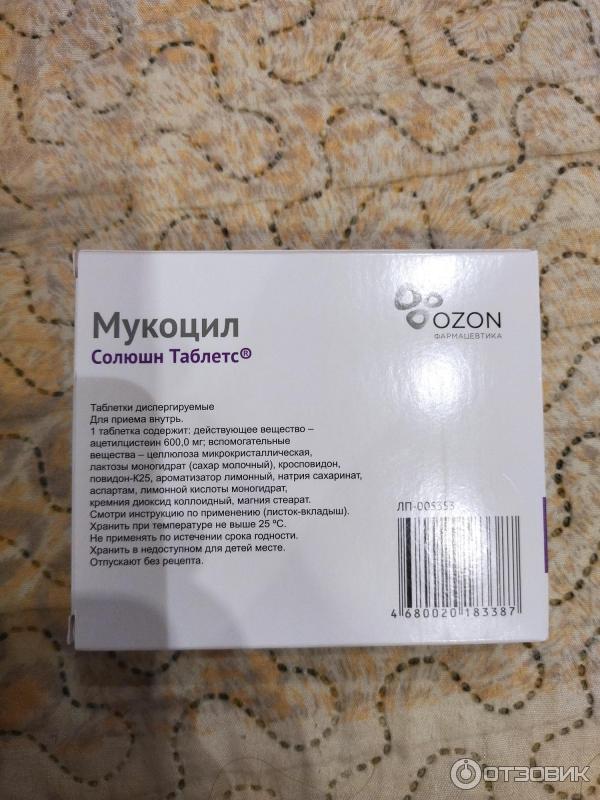 Мукоцил
Солюшн Таблетс®
OZON
ФАРМАЦЕВТИКА
Таблетки диспергируемые
Для приема внутрь.
1 таблетка содержит: действующее вещество –
ацетилцистеин 600,0 мг; вспомогательные
вещества – целлюлоза микрокристаллическая,
лактозы моногидрат (сахар молочный), кросповидон,
повидон-К25, ароматизатор лимонный, натрия сахаринат,
аспартам, лимонной кислоты моногидрат,
кремния диоксид коллоидный, магния стеарат.
Смотри инструкцию по применению (листок-вкладыш).
Хранить при температуре не выше 25 ºС.
Не применять по истечении срока годности.
Хранить в недоступном для детей месте.
Отпускают без рецепта.
ЛП-005353
4 680020 183387
ОТЗОВИК